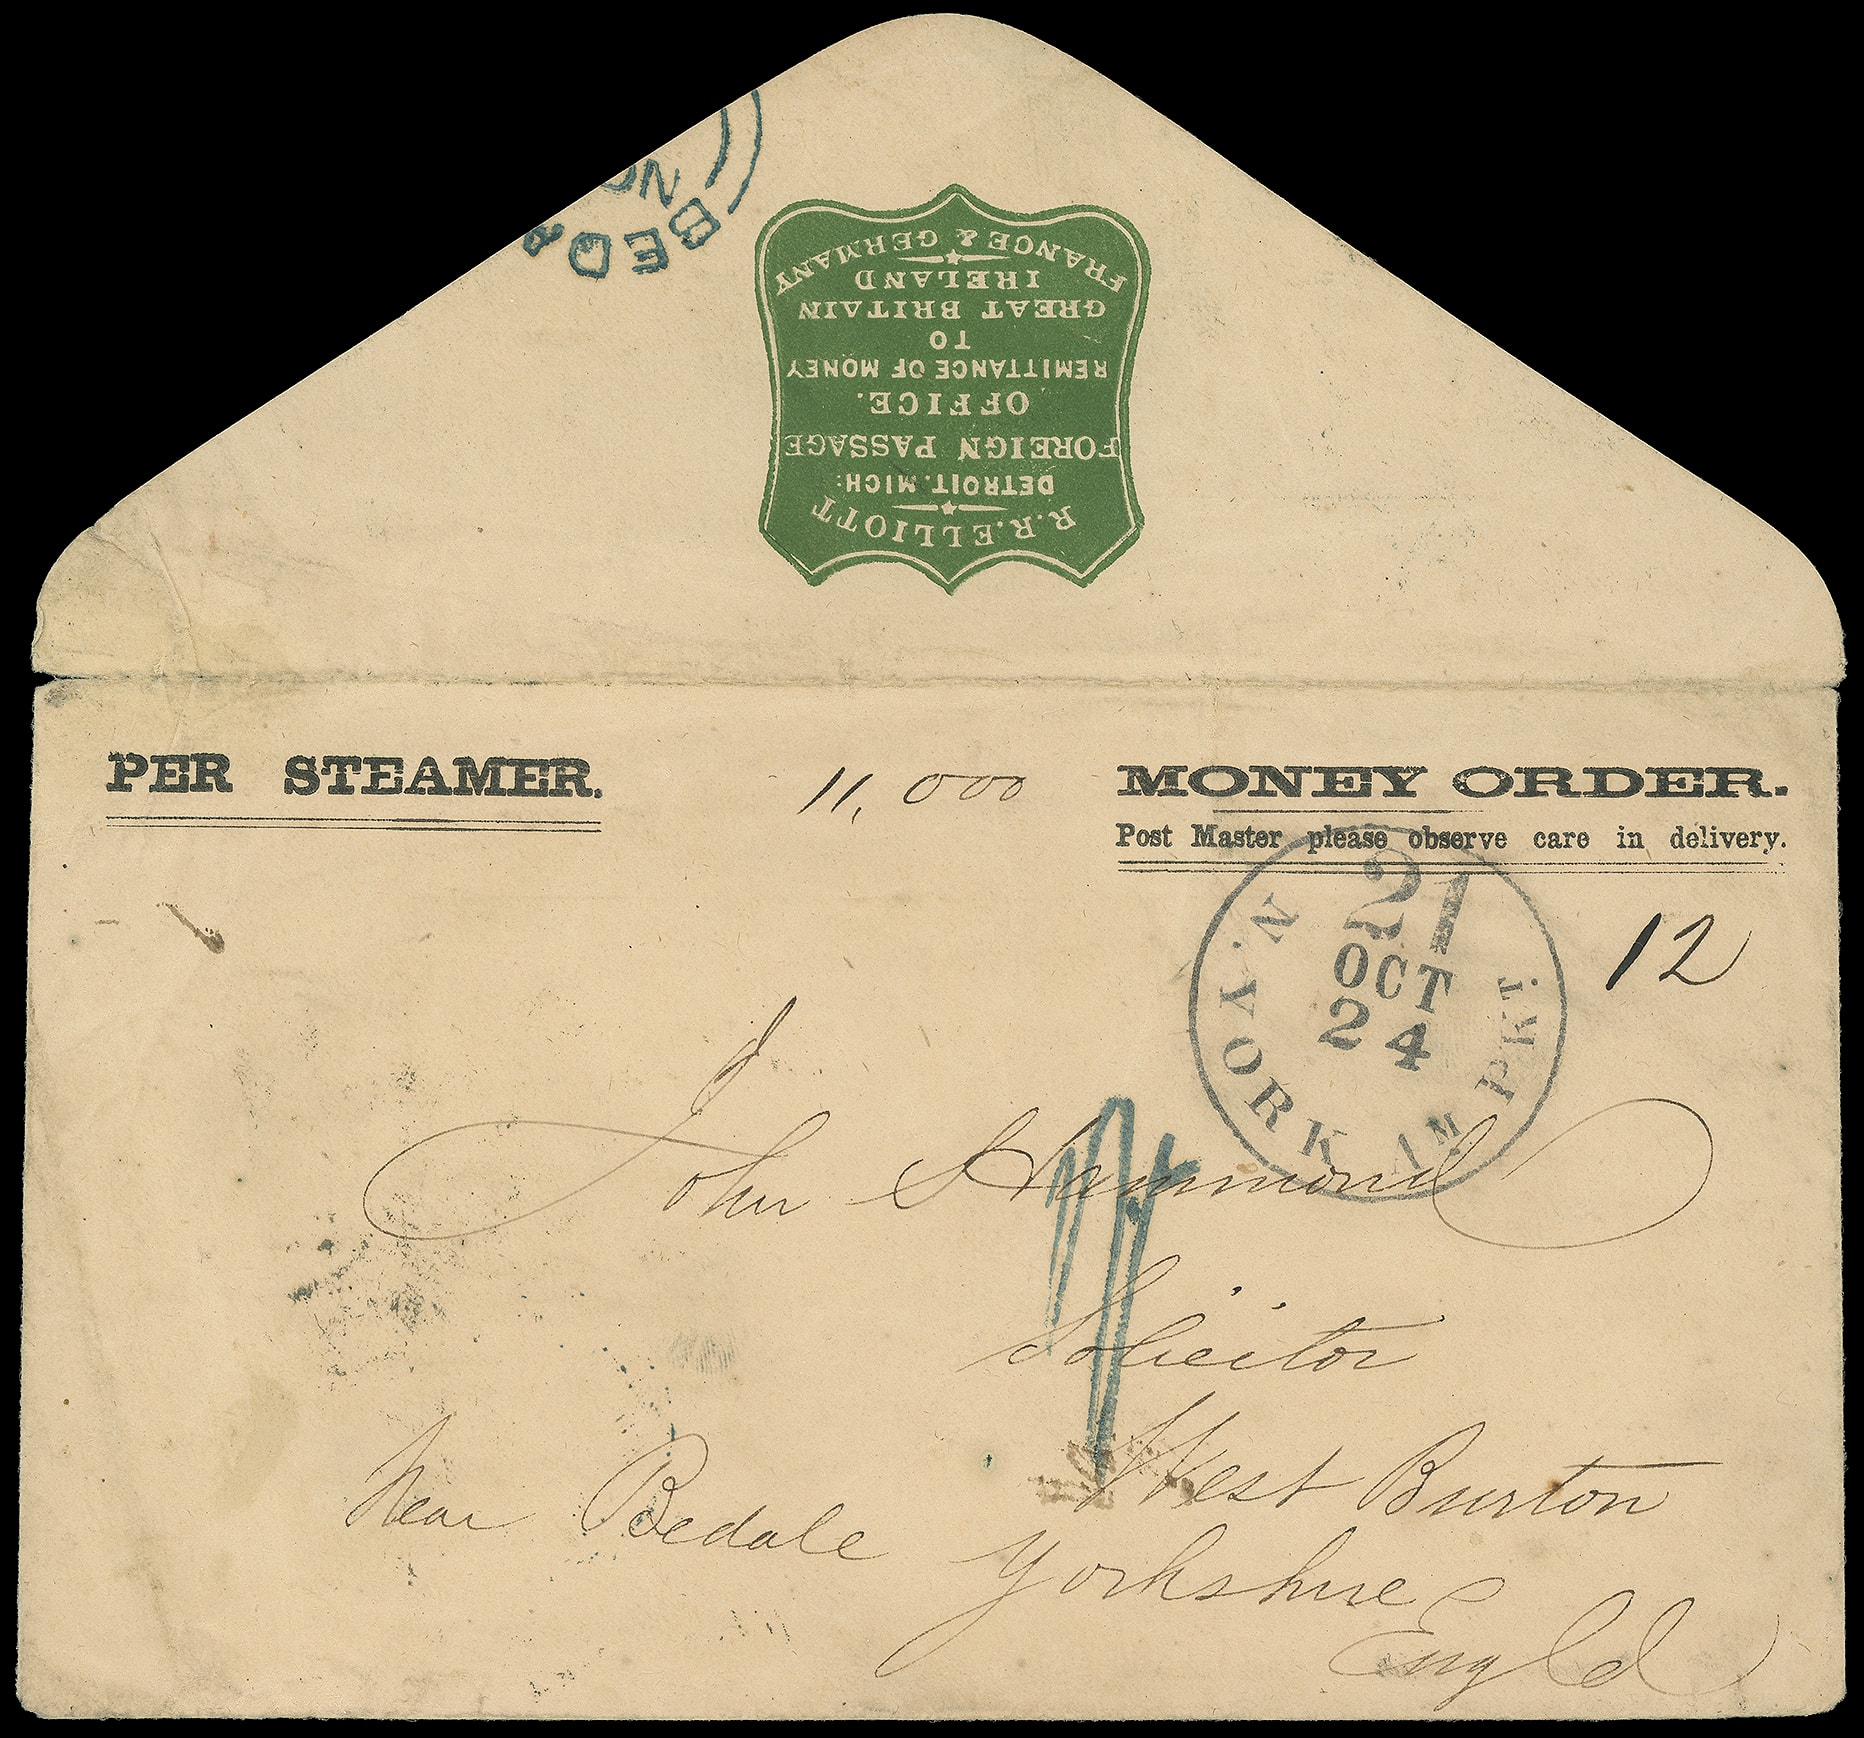 BED
FRANCE & GERMANY
IRELAND
GREAT BRITAIN
TO
REMITTANCE OF MONEY
OFFICE.
FOREIGN PASSAGE
DETROIT. MICH:
R. R. ELLIOTT
PER STEAMER.
11,000
MONEY ORDER.
Post Master please observe care in delivery.
N. YORK AM PKT.
21
OCT
24
12
John Hammond
Solicitor
West Burton
Near Bedale Yorkshire
Engld